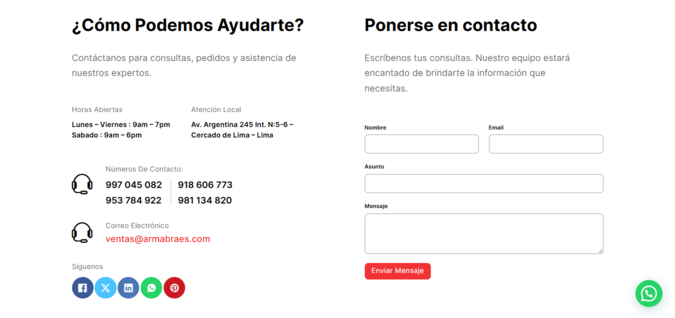 ¿Cómo Podemos Ayudarte?
Contáctanos para consultas, pedidos y asistencia de
nuestros expertos.
Horas Abiertas
Lunes – Viernes : 9am – 7pm
Sabado : 9am – 6pm
Atención Local
Av. Argentina 245 Int. N:5-6 –
Cercado de Lima – Lima
Números De Contacto:
997 045 082
918 606 773
953 784 922
981 134 820
Correo Electrónico
ventas@armabraes.com
Siguenos
Ponerse en contacto
Escríbenos tus consultas. Nuestro equipo estará
encantado de brindarte la información que
necesitas.
Nombre
Email
Asunto
Mensaje
Enviar Mensaje